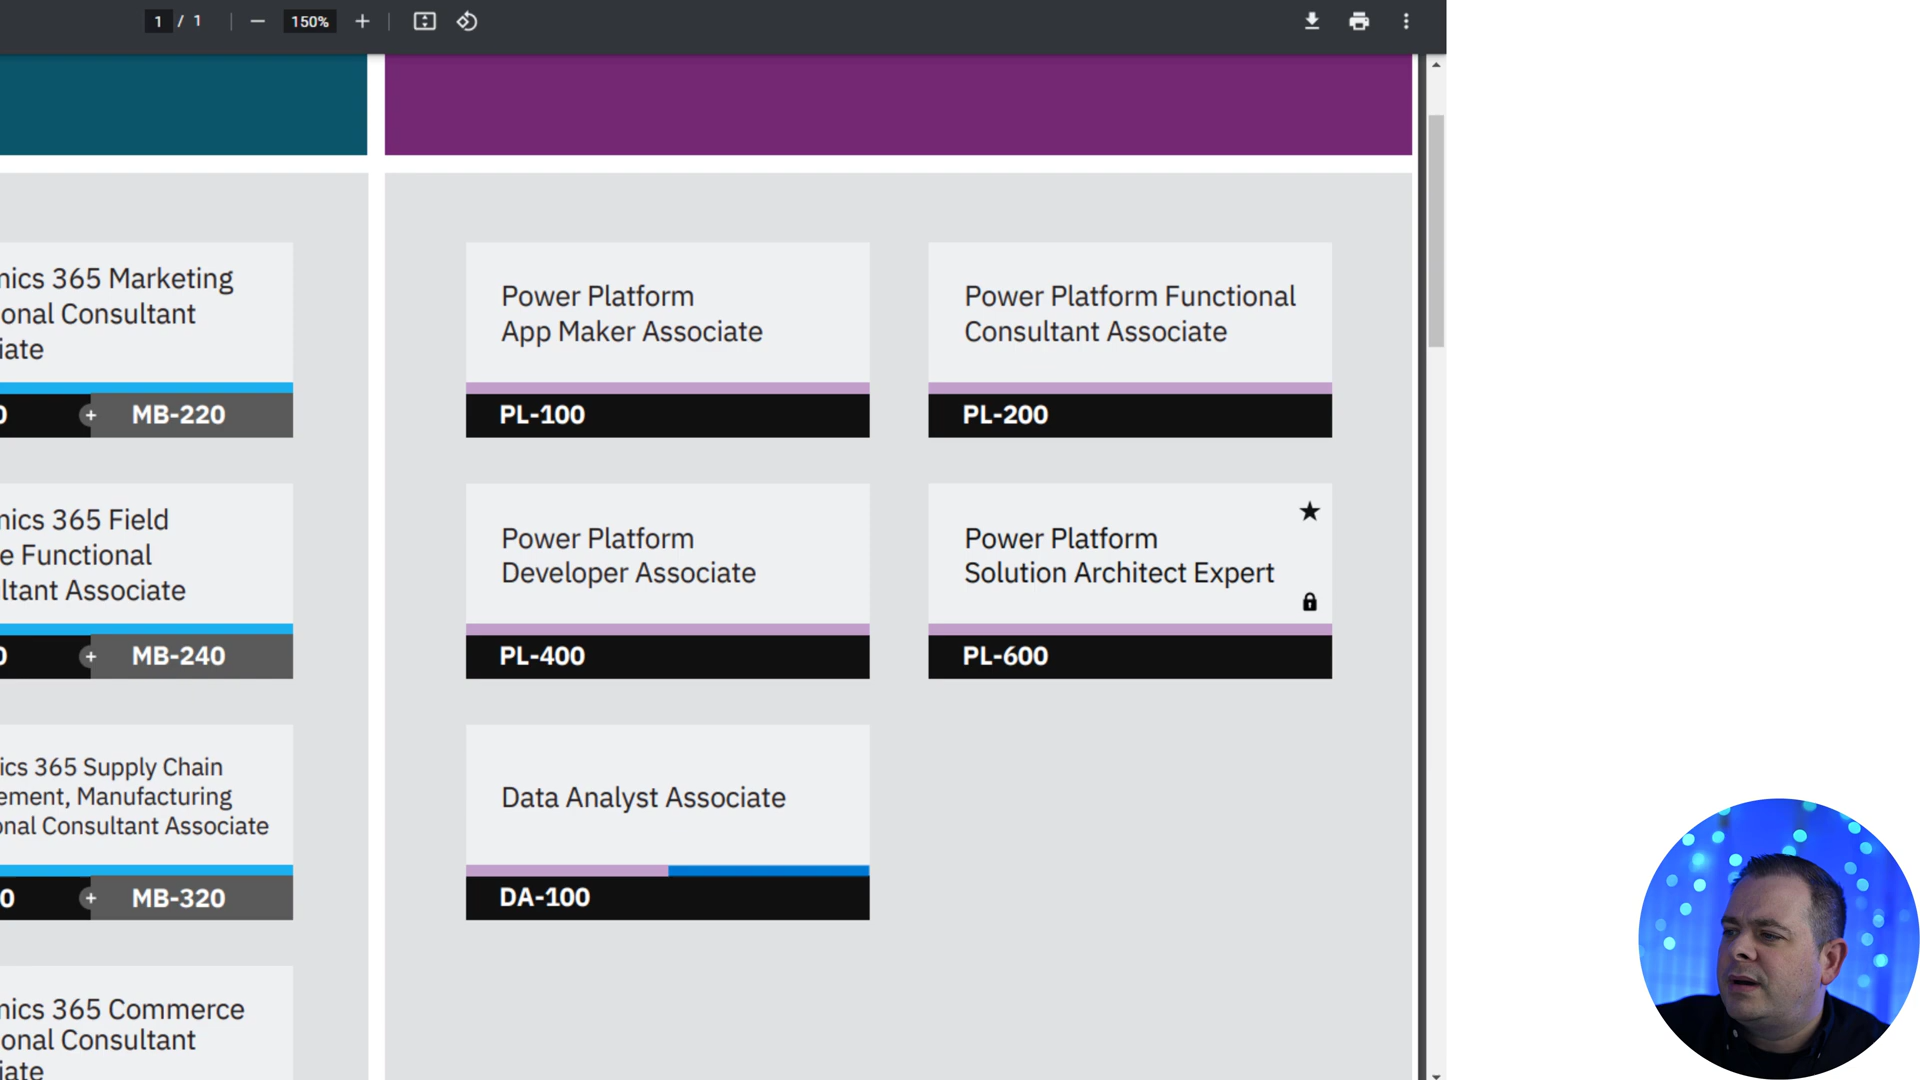 1 / 1
150%
nics 365 Marketing
onal Consultant
iate
0
+
MB-220
nics 365 Field
e Functional
ltant Associate
0
+
MB-240
ics 365 Supply Chain
ement, Manufacturing
onal Consultant Associate
0
+
MB-320
nics 365 Commerce
onal Consultant
iate
Power Platform
App Maker Associate
PL-100
Power Platform Functional
Consultant Associate
PL-200
Power Platform
Developer Associate
PL-400
Power Platform
Solution Architect Expert
PL-600
Data Analyst Associate
DA-100